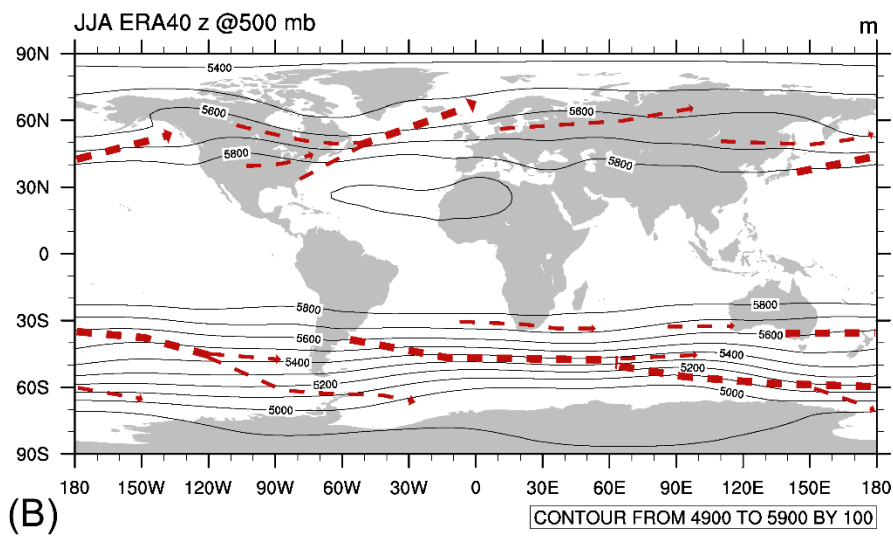 JJA ERA40 z @500 mb m
90N
5400
5600
5800
60N
5600
5800
30N
0
5800
5800
30S
5600
5600
5400
5400
5200
5200
60S
5000
5000
90S
180 150W 120W 90W 60W 30W 0 30E 60E 90E 120E 150E 180
(B)
CONTOUR FROM 4900 TO 5900 BY 100